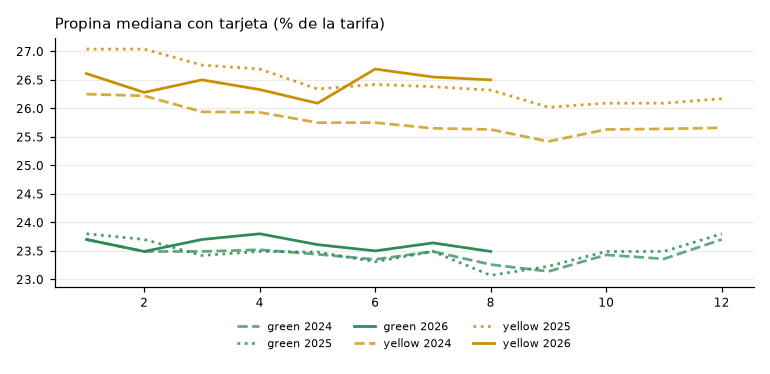 Propina mediana con tarjeta (% de la tarifa)
27.0
26.5
26.0
25.5
25.0
24.5
24.0
23.5
23.0
2 4 6 8 10 12
green 2024 green 2026 yellow 2025
green 2025 yellow 2024 yellow 2026